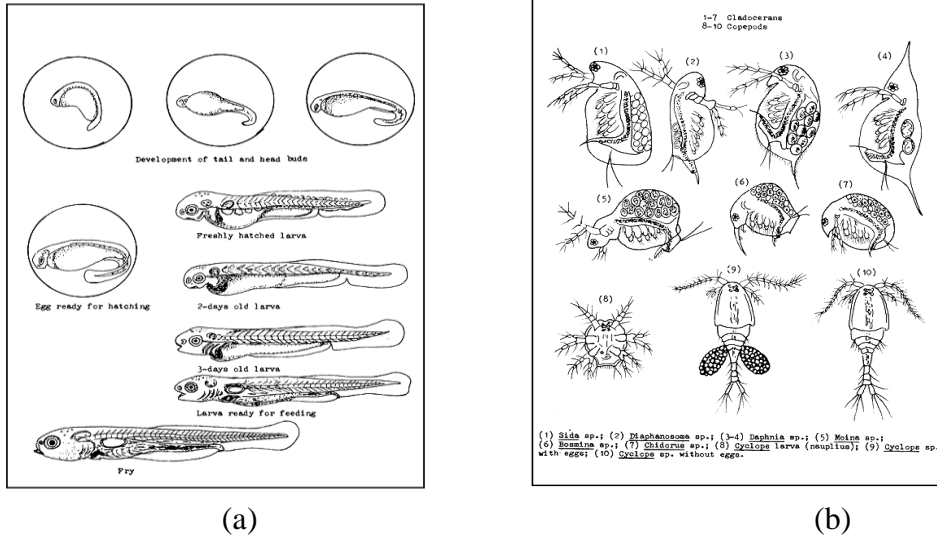 Development of tail and head buds
Freshly hatched larva
Egg ready for hatching
2-days old larva
3-days old larva
Larva ready for feeding
Fry
(a)
1-7 Cladocerans
8-10 Copepods
(1)
(2)
(3)
(4)
(5)
(6)
(7)
(8)
(9)
(10)
(1) Sida sp.; (2) Diaphanosoma sp.; (3-4) Daphnia sp.; (5) Moina sp.;
(6) Bosmina sp.; (7) Chidorus sp.; (8) Cyclops larva (nauplius); (9) Cyclops sp.
with eggs; (10) Cyclops sp. without eggs.
(b)